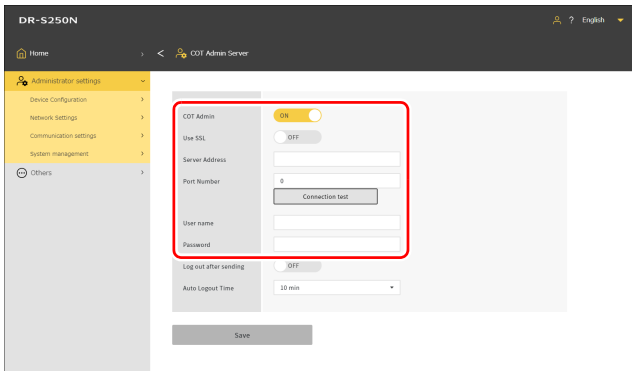 DR-S250N
? English
Home
< COT Admin Server
Administrator settings
Device Configuration
Network Settings
Communication settings
System management
Others
COT Admin ON
Use SSL OFF
Server Address
Port Number 0
Connection test
User name
Password
Log out after sending OFF
Auto Logout Time 10 min
Save